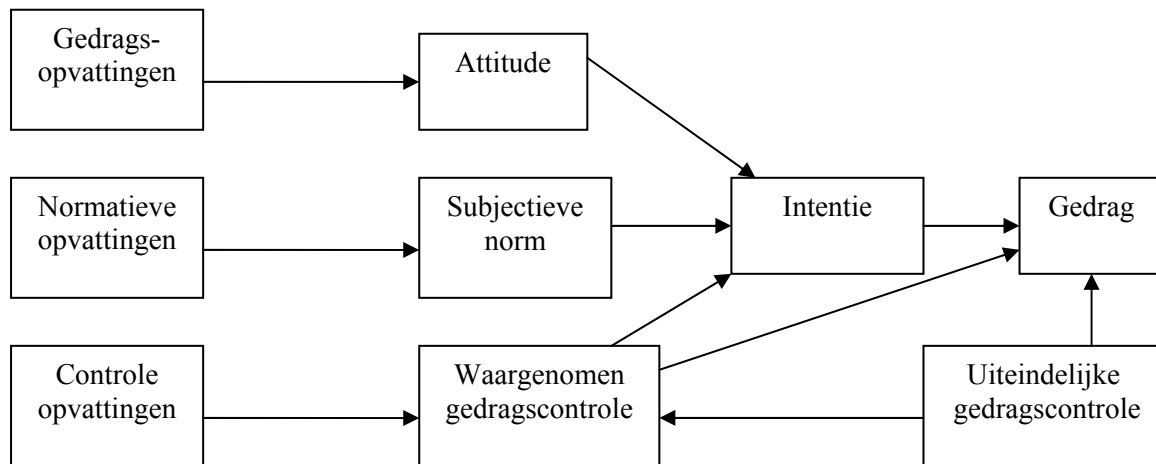 Gedrags-
opvattingen
Attitude
Normatieve
opvattingen
Subjectieve
norm
Intentie
Gedrag
Controle
opvattingen
Waargenomen
gedragscontrole
Uiteindelijke
gedragscontrole